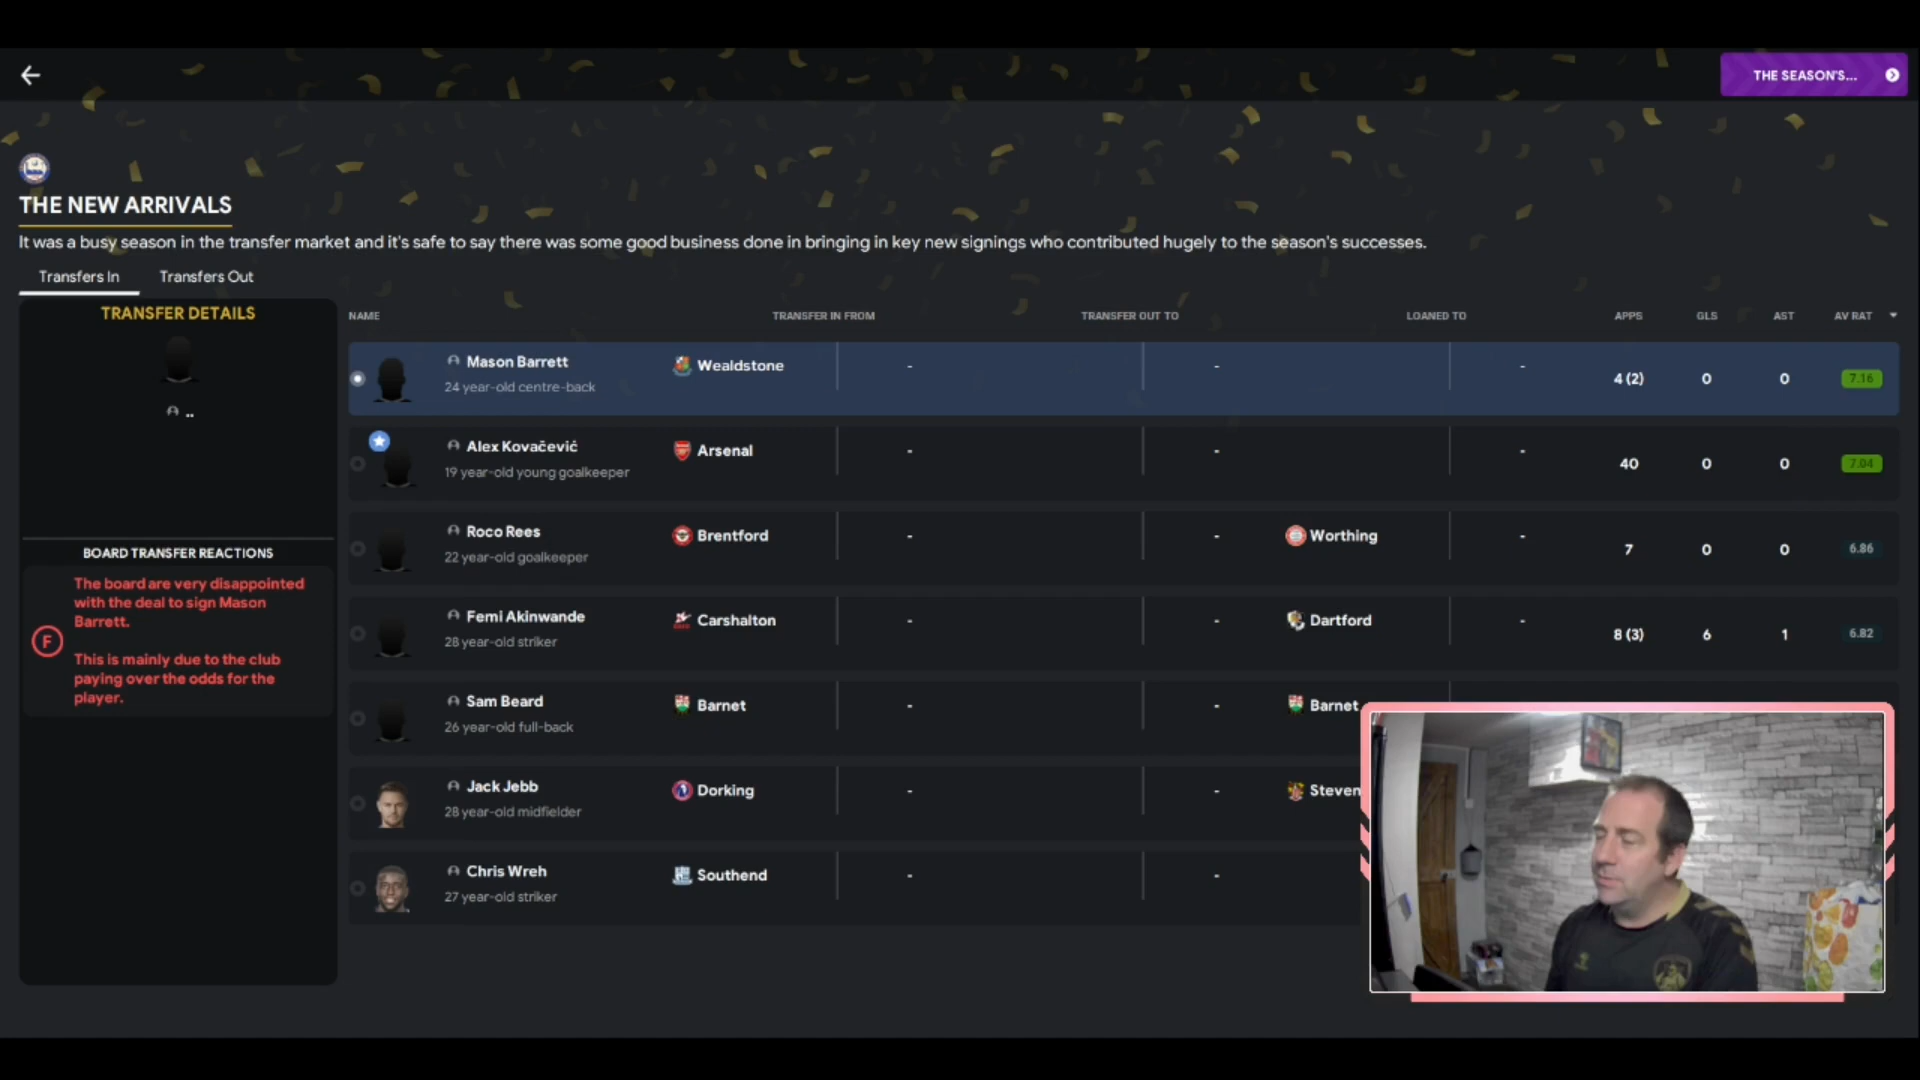 THE SEASON'S...
THE NEW ARRIVALS
It was a busy season in the transfer market and it's safe to say there was some good business done in bringing in key new signings who contributed hugely to the season's successes.
Transfers In Transfers Out
TRANSFER DETAILS
..
BOARD TRANSFER REACTIONS
F
The board are very disappointed
with the deal to sign Mason
Barrett.
This is mainly due to the club
paying over the odds for the
player.
NAME TRANSFER IN FROM TRANSFER OUT TO LOANED TO APPS GLS AST AV RAT
Mason Barrett Wealdstone - - - 4 (2) 0 0 7.16
24 year-old centre-back
Alex Kovačević Arsenal - - - 40 0 0 7.04
19 year-old young goalkeeper
Roco Rees Brentford - - Worthing - 7 0 0 6.86
22 year-old goalkeeper
Femi Akinwande Carshalton - - Dartford - 8 (3) 6 1 6.82
28 year-old striker
Sam Beard Barnet - - Barnet
26 year-old full-back
Jack Jebb Dorking - - Steven
28 year-old midfielder
Chris Wreh Southend - -
27 year-old striker